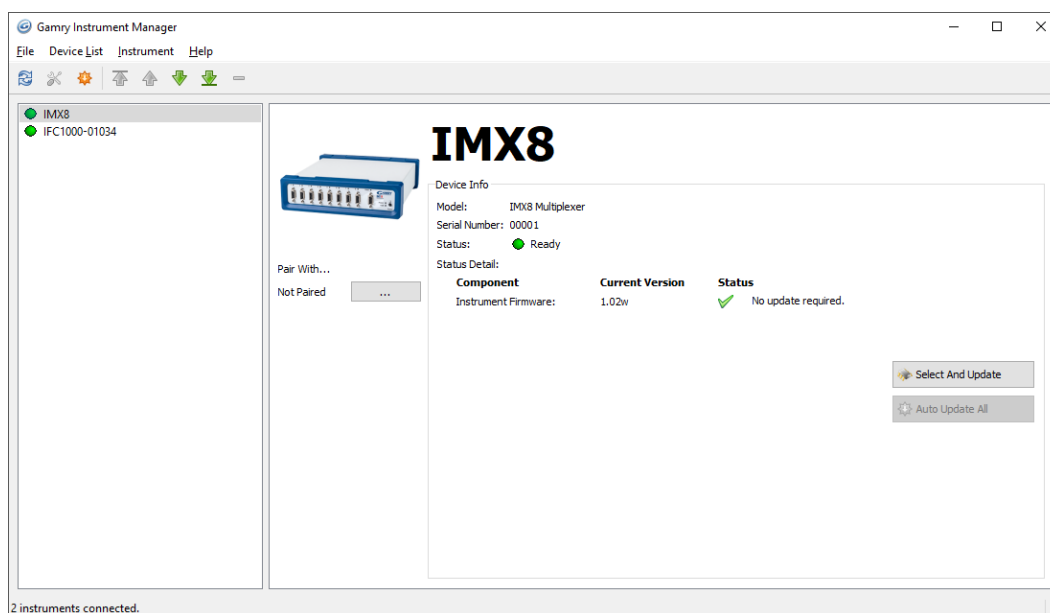 Gamry Instrument Manager
File Device List Instrument Help
IMX8
IFC1000-01034
IMX8
Device Info
Model: IMX8 Multiplexer
Serial Number: 00001
Status: Ready
Status Detail:
Component Current Version Status
Instrument Firmware: 1.02w No update required.
Pair With...
Not Paired ...
Select And Update
Auto Update All
2 instruments connected.